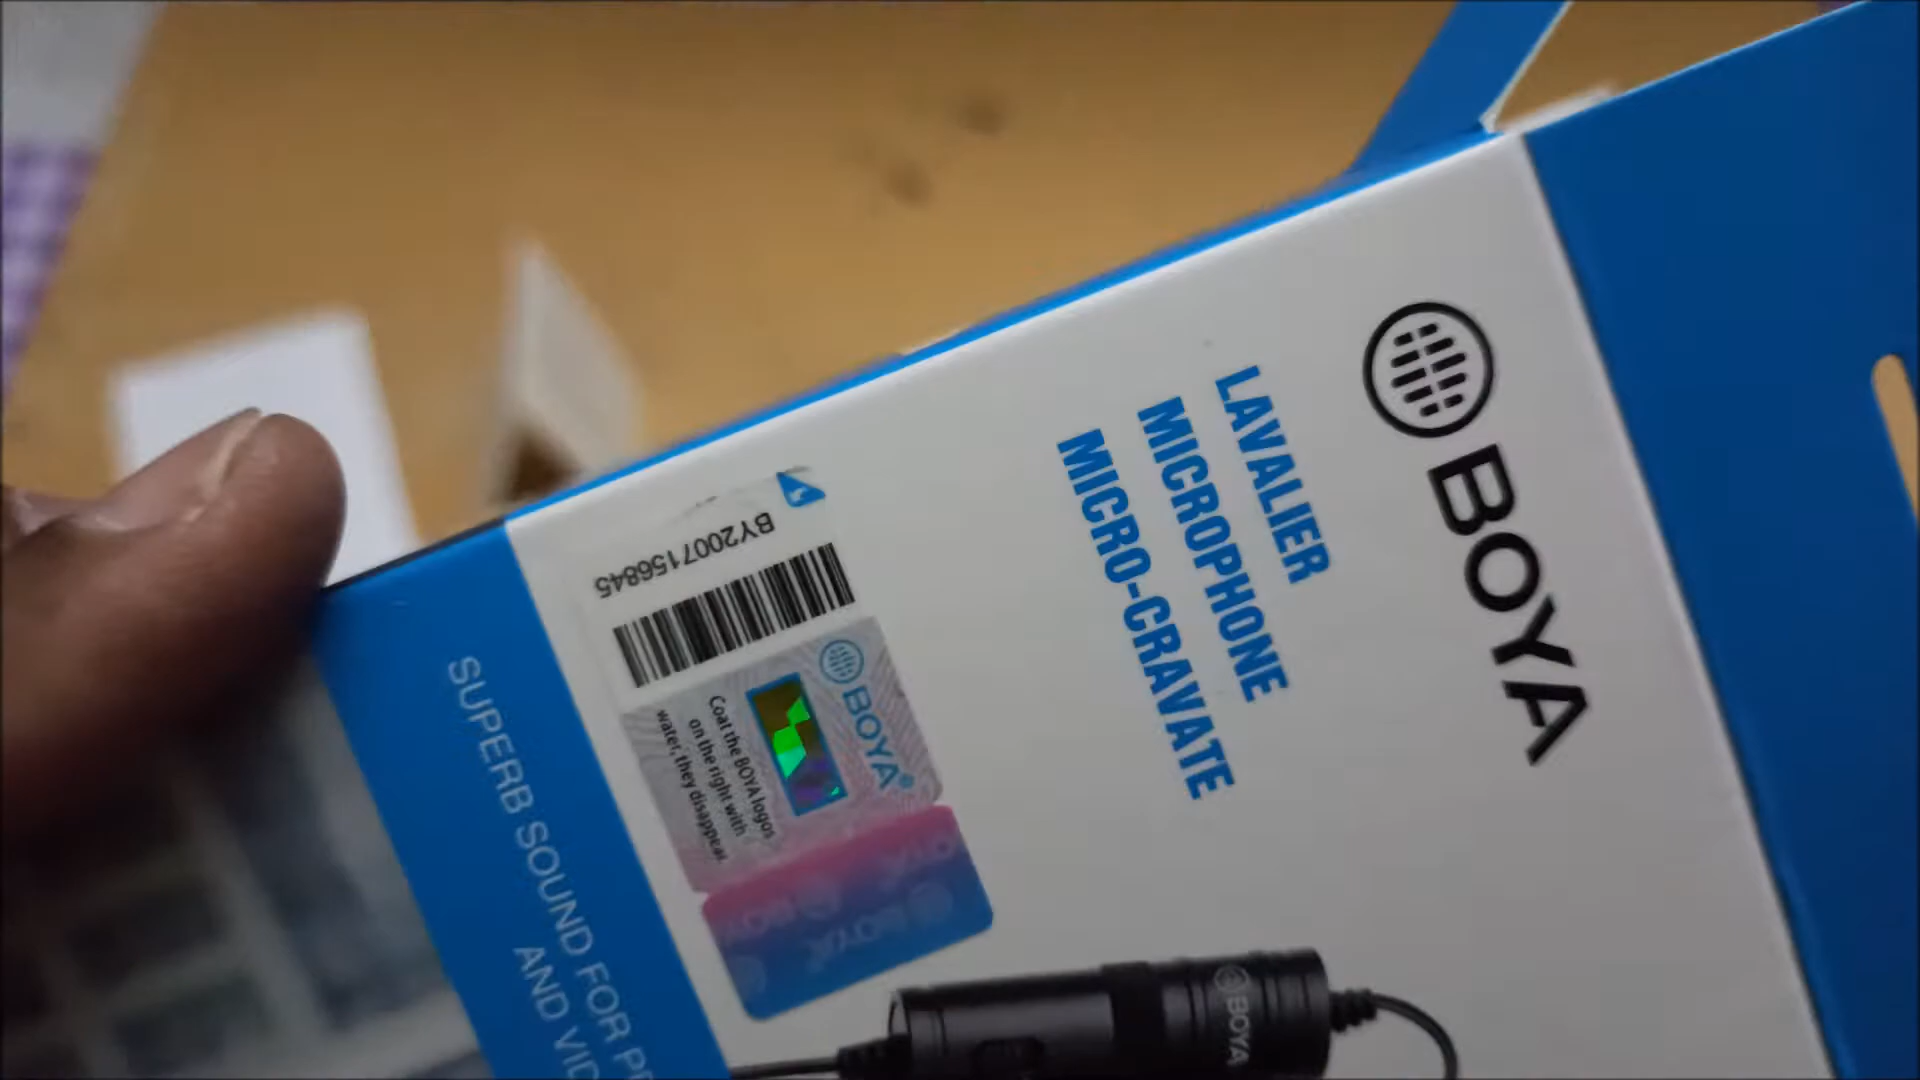 BOYA
LAVALIER
MICROPHONE
MICRO-CRAVATE
BY2007156845
BOYA®
Coat the BOYA logos
on the right with
water, they disappear
BOYA
BOYA
SUPERB SOUND FOR
AND